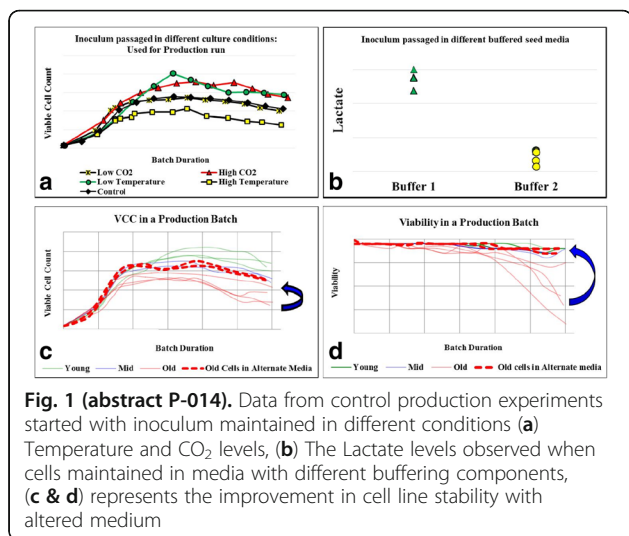 Inoculum passaged in different culture conditions:
Used for Production run
Viable Cell Count
Batch Duration
Low CO2
High CO2
Low Temperature
High Temperature
Control
a
Inoculum passaged in different buffered seed media
Lactate
Buffer 1
Buffer 2
b
VCC in a Production Batch
Viable Cell Count
Batch Duration
c
Young
Mid
Old
Old Cells in Alternate Media
Viability in a Production Batch
Viability
Batch Duration
d
Young
Mid
Old
Old cells in Alternate media
Fig. 1 (abstract P-014). Data from control production experiments
started with inoculum maintained in different conditions (a)
Temperature and CO₂ levels, (b) The Lactate levels observed when
cells maintained in media with different buffering components,
(c & d) represents the improvement in cell line stability with
altered medium